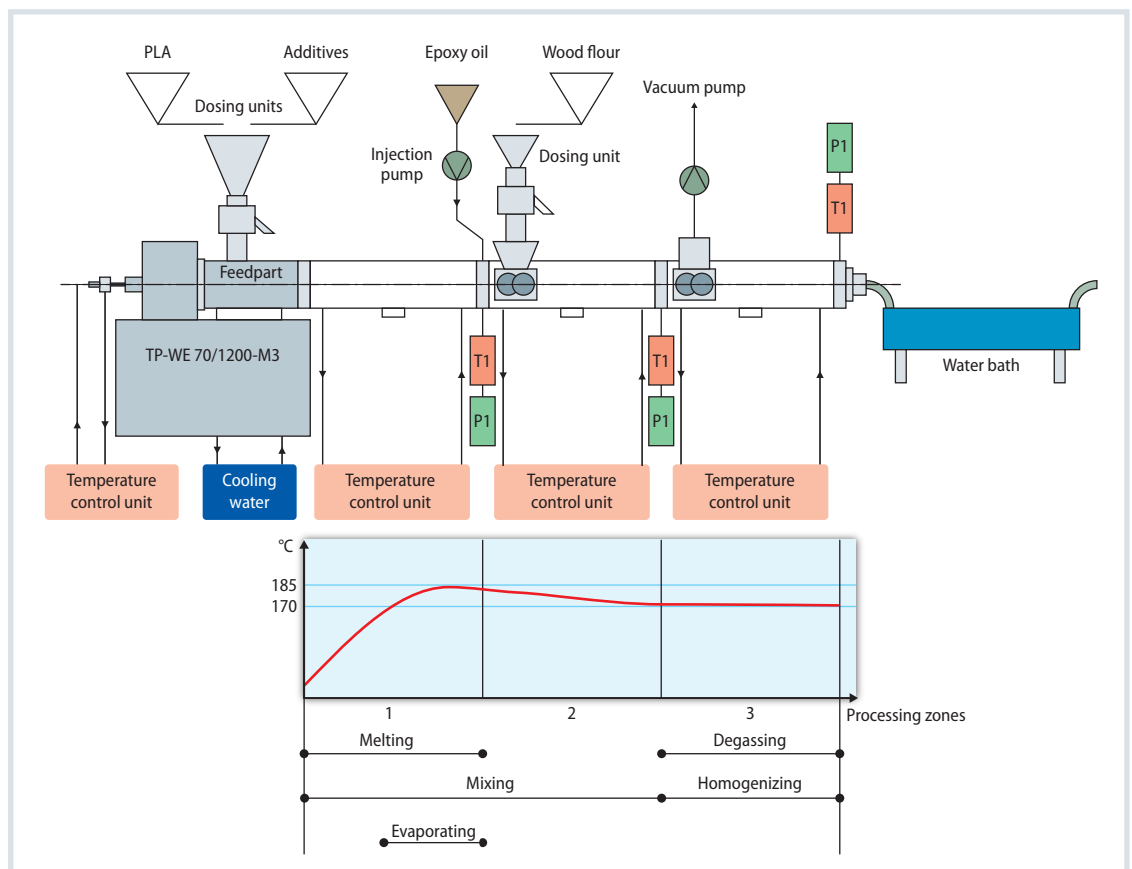 PLA
Additives
Epoxy oil
Wood flour
Dosing units
Vacuum pump
Injection
pump
Dosing unit
P1
T1
Feedpart
TP-WE 70/1200-M3
T1
P1
T1
P1
Water bath
Temperature
control unit
Cooling
water
Temperature
control unit
Temperature
control unit
Temperature
control unit
°C
185
170
1
2
3
Processing zones
Melting
Degassing
Mixing
Homogenizing
Evaporating